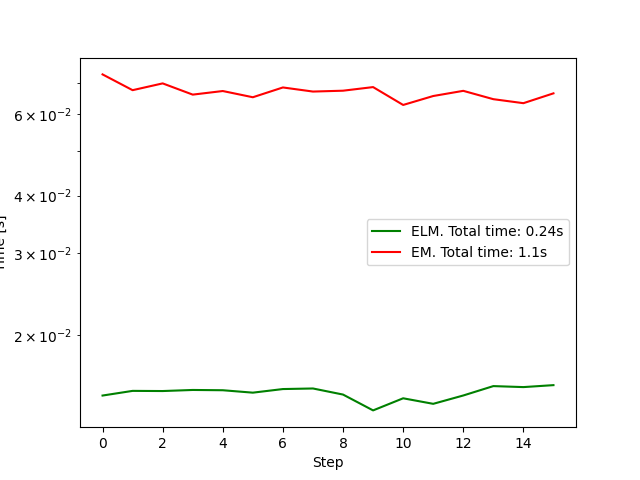 6 × 10⁻²
4 × 10⁻²
3 × 10⁻²
2 × 10⁻²
Time [s]
ELM. Total time: 0.24s
EM. Total time: 1.1s
0 2 4 6 8 10 12 14
Step